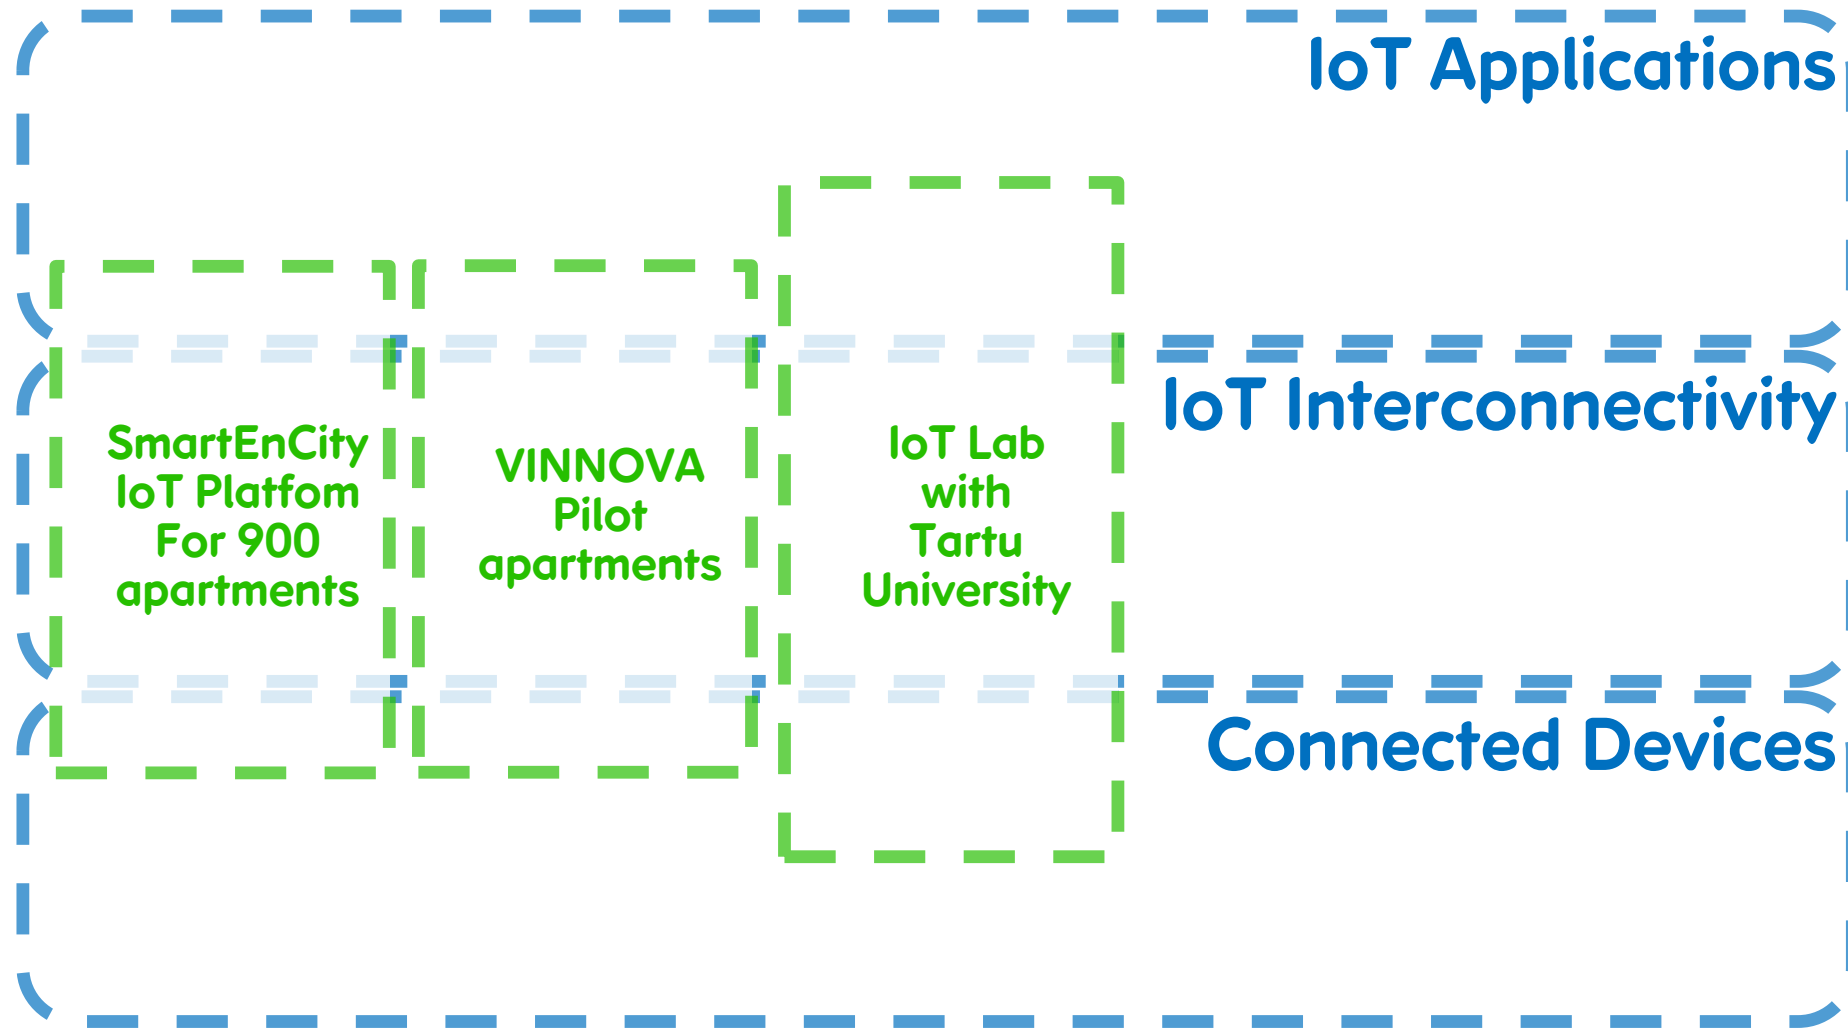 IoT Applications
IoT Interconnectivity
SmartEnCity
IoT Platfom
For 900
apartments
VINNOVA
Pilot
apartments
IoT Lab
with
Tartu
University
Connected Devices